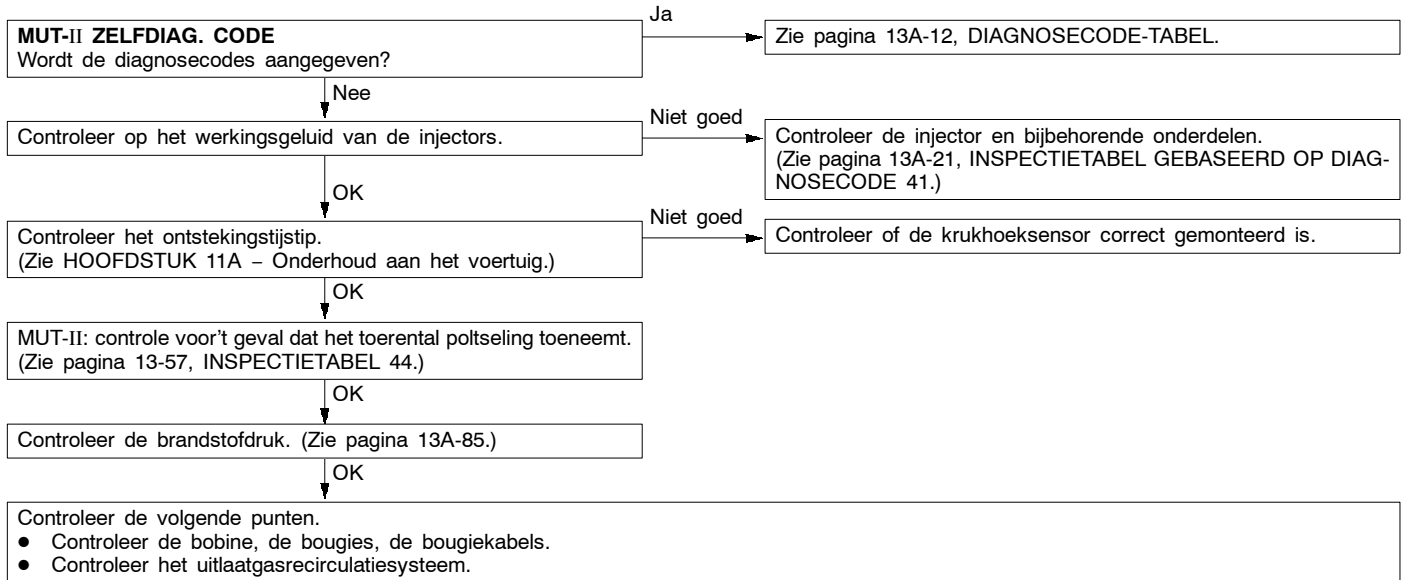 MUT-II ZELFDIAG. CODE
Wordt de diagnosecodes aangegeven?
Ja
Zie pagina 13A-12, DIAGNOSECODE-TABEL.
Nee
Controleer op het werkingsgeluid van de injectors.
Niet goed
Controleer de injector en bijbehorende onderdelen.
(Zie pagina 13A-21, INSPECTIETABEL GEBASEERD OP DIAG-
NOSECODE 41.)
OK
Controleer het ontstekingstijstip.
(Zie HOOFDSTUK 11A – Onderhoud aan het voertuig.)
Niet goed
Controleer of de krukhoeksensor correct gemonteerd is.
OK
MUT-II: controle voor't geval dat het toerental poltseling toeneemt.
(Zie pagina 13-57, INSPECTIETABEL 44.)
OK
Controleer de brandstofdruk. (Zie pagina 13A-85.)
OK
Controleer de volgende punten.
● Controleer de bobine, de bougies, de bougiekabels.
● Controleer het uitlaatgasrecirculatiesysteem.